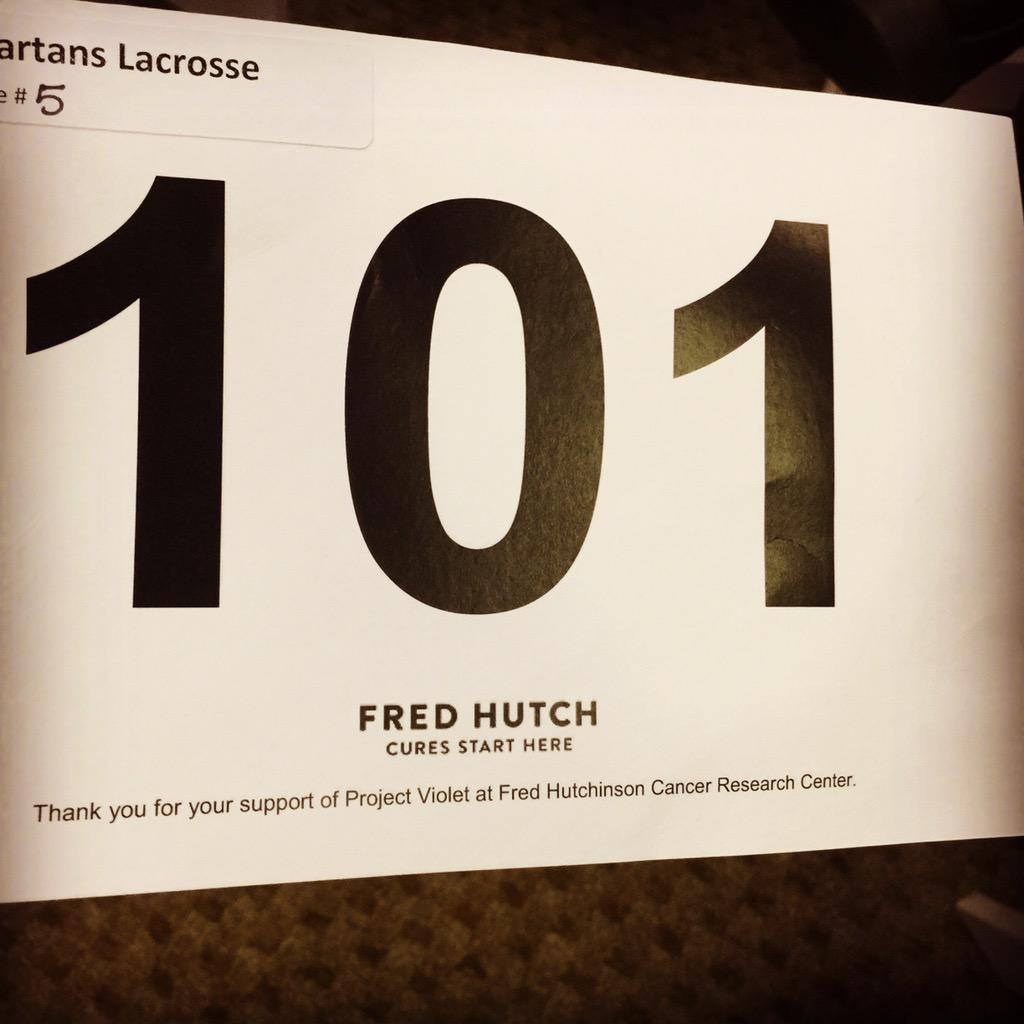 artans Lacrosse
e # 5
101
FRED HUTCH
CURES START HERE
Thank you for your support of Project Violet at Fred Hutchinson Cancer Research Center.